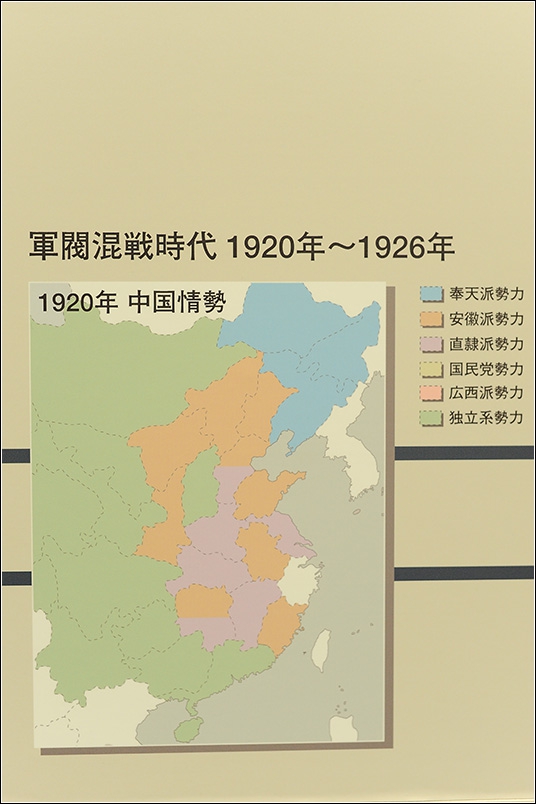 軍閥混戦時代 1920年～1926年
1920年 中国情勢
奉天派勢力
安徽派勢力
直隷派勢力
国民党勢力
広西派勢力
独立系勢力